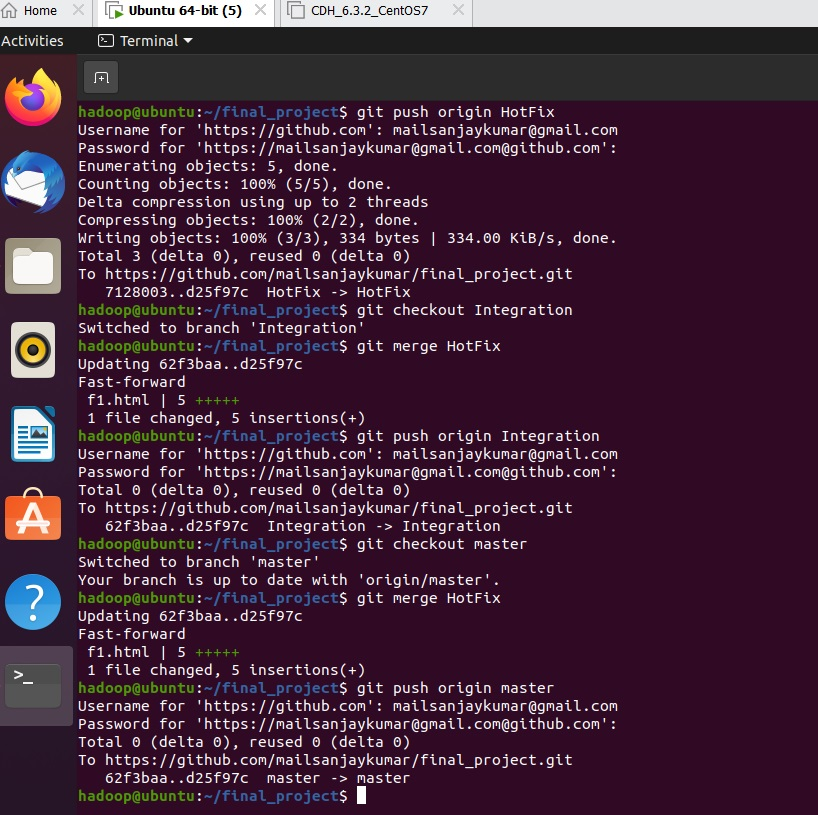 Home
Ubuntu 64-bit (5)
CDH_6.3.2_CentOS7
Activities
Terminal
hadoop@ubuntu:~/final_project$ git push origin HotFix
Username for 'https://github.com': mailsanjaykumar@gmail.com
Password for 'https://mailsanjaykumar@gmail.com@github.com':
Enumerating objects: 5, done.
Counting objects: 100% (5/5), done.
Delta compression using up to 2 threads
Compressing objects: 100% (2/2), done.
Writing objects: 100% (3/3), 334 bytes | 334.00 KiB/s, done.
Total 3 (delta 0), reused 0 (delta 0)
To https://github.com/mailsanjaykumar/final_project.git
   7128003..d25f97c  HotFix -> HotFix
hadoop@ubuntu:~/final_project$ git checkout Integration
Switched to branch 'Integration'
hadoop@ubuntu:~/final_project$ git merge HotFix
Updating 62f3baa..d25f97c
Fast-forward
 f1.html | 5 +++++
 1 file changed, 5 insertions(+)
hadoop@ubuntu:~/final_project$ git push origin Integration
Username for 'https://github.com': mailsanjaykumar@gmail.com
Password for 'https://mailsanjaykumar@gmail.com@github.com':
Total 0 (delta 0), reused 0 (delta 0)
To https://github.com/mailsanjaykumar/final_project.git
   62f3baa..d25f97c  Integration -> Integration
hadoop@ubuntu:~/final_project$ git checkout master
Switched to branch 'master'
Your branch is up to date with 'origin/master'.
hadoop@ubuntu:~/final_project$ git merge HotFix
Updating 62f3baa..d25f97c
Fast-forward
 f1.html | 5 +++++
 1 file changed, 5 insertions(+)
hadoop@ubuntu:~/final_project$ git push origin master
Username for 'https://github.com': mailsanjaykumar@gmail.com
Password for 'https://mailsanjaykumar@gmail.com@github.com':
Total 0 (delta 0), reused 0 (delta 0)
To https://github.com/mailsanjaykumar/final_project.git
   62f3baa..d25f97c  master -> master
hadoop@ubuntu:~/final_project$